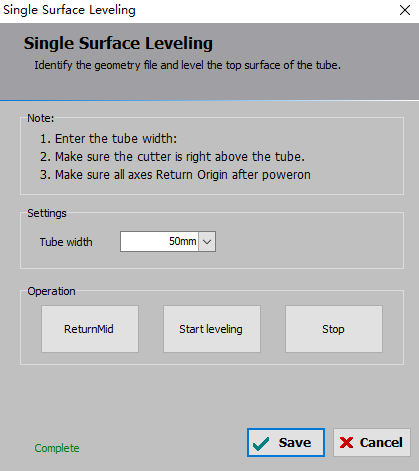 Single Surface Leveling
Single Surface Leveling
Identify the geometry file and level the top surface of the tube.
Note:
1. Enter the tube width:
2. Make sure the cutter is right above the tube.
3. Make sure all axes Return Origin after poweron
Settings
Tube width 50mm
Operation
ReturnMid Start leveling Stop
Complete Save Cancel